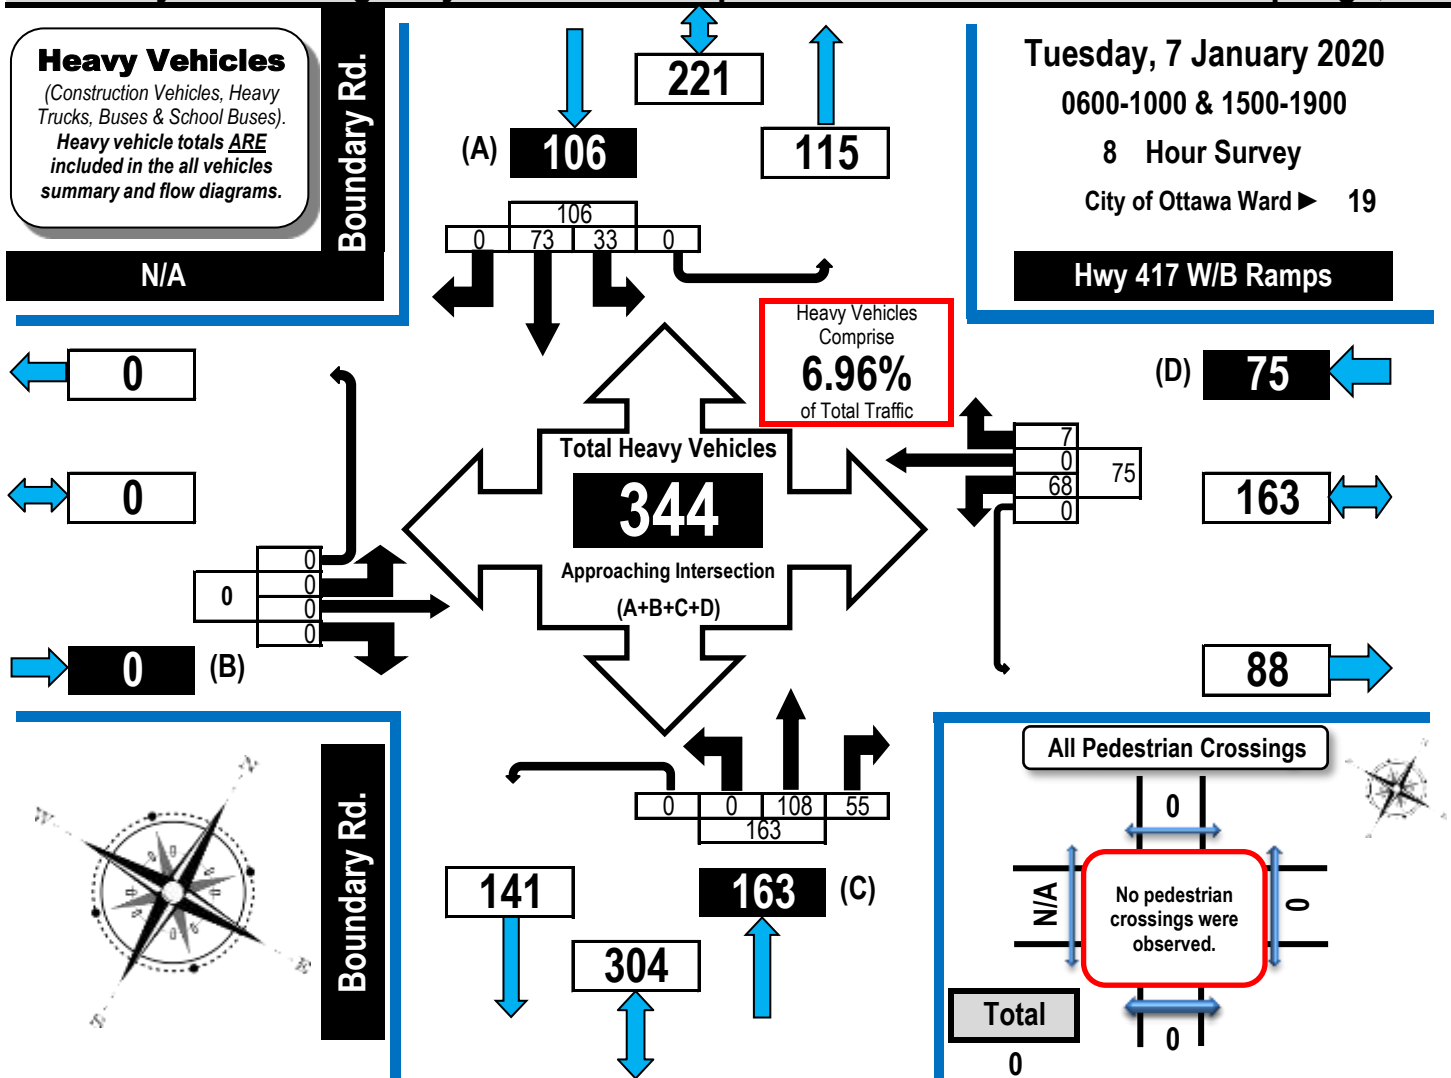 Heavy Vehicles
(Construction Vehicles, Heavy
Trucks, Buses & School Buses).
Heavy vehicle totals ARE
included in the all vehicles
summary and flow diagrams.
Boundary Rd.
N/A
(A)
106
221
115
106
0 73 33 0
Tuesday, 7 January 2020
0600-1000 & 1500-1900
8 Hour Survey
City of Ottawa Ward ► 19
Hwy 417 W/B Ramps
Heavy Vehicles
Comprise
6.96%
of Total Traffic
0
0
0
0
0
0
0
0 (B)
Total Heavy Vehicles
344
Approaching Intersection
(A+B+C+D)
(D) 75
7
0
68
0
75
163
88
0 0 108 55
163
141
304
163 (C)
Boundary Rd.
N
W
E
S
All Pedestrian Crossings
0
N/A
No pedestrian
crossings were
observed.
0
0
Total
0